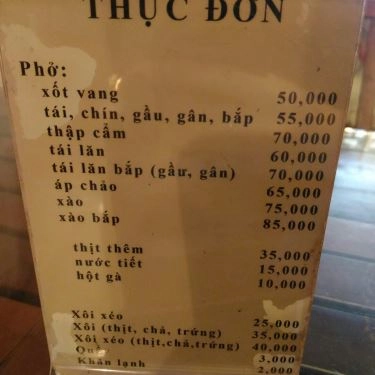 THỰC ĐƠN
Phở:
xốt vang 50,000
tái, chín, gầu, gân, bắp 55,000
thập cẩm 70,000
tái lăn 60,000
tái lăn bắp (gầu, gân) 70,000
áp chảo 65,000
xào 75,000
xào bắp 85,000
thịt thêm 35,000
nước tiết 15,000
hột gà 10,000
Xôi xéo 25,000
Xôi (thịt, chả, trứng) 35,000
Xôi xéo (thịt,chả,trứng) 40,000
Quẩy 3,000
Khăn lạnh 2,000